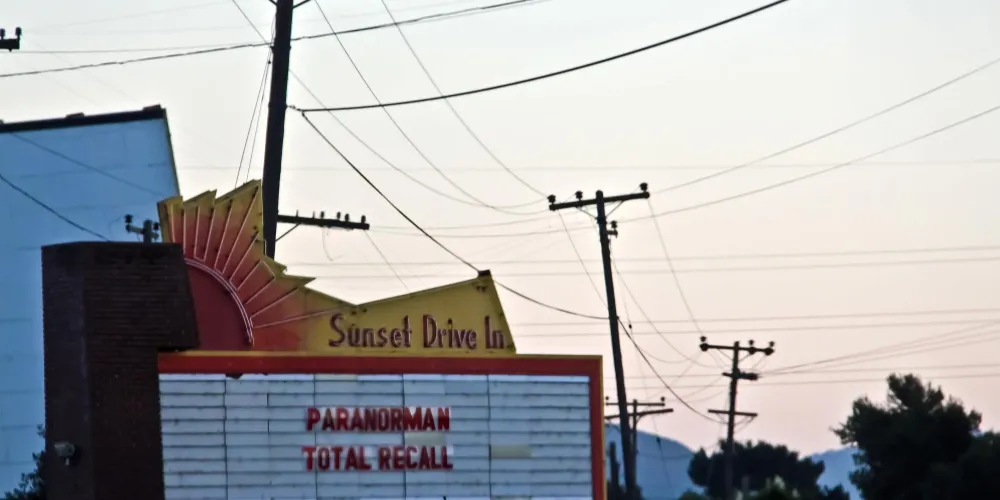 Sunset Drive In
PARANORMAN
TOTAL RECALL